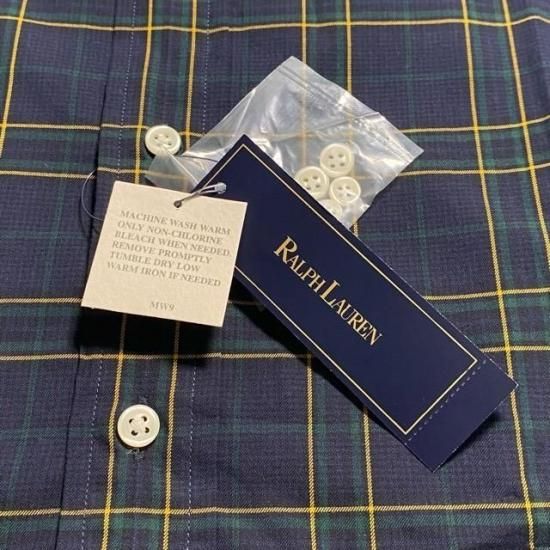 MACHINE WASH WARM
ONLY NON-CHLORINE
BLEACH WHEN NEEDED.
REMOVE PROMPTLY
TUMBLE DRY LOW
WARM IRON IF NEEDED
MW9
RALPH LAUREN